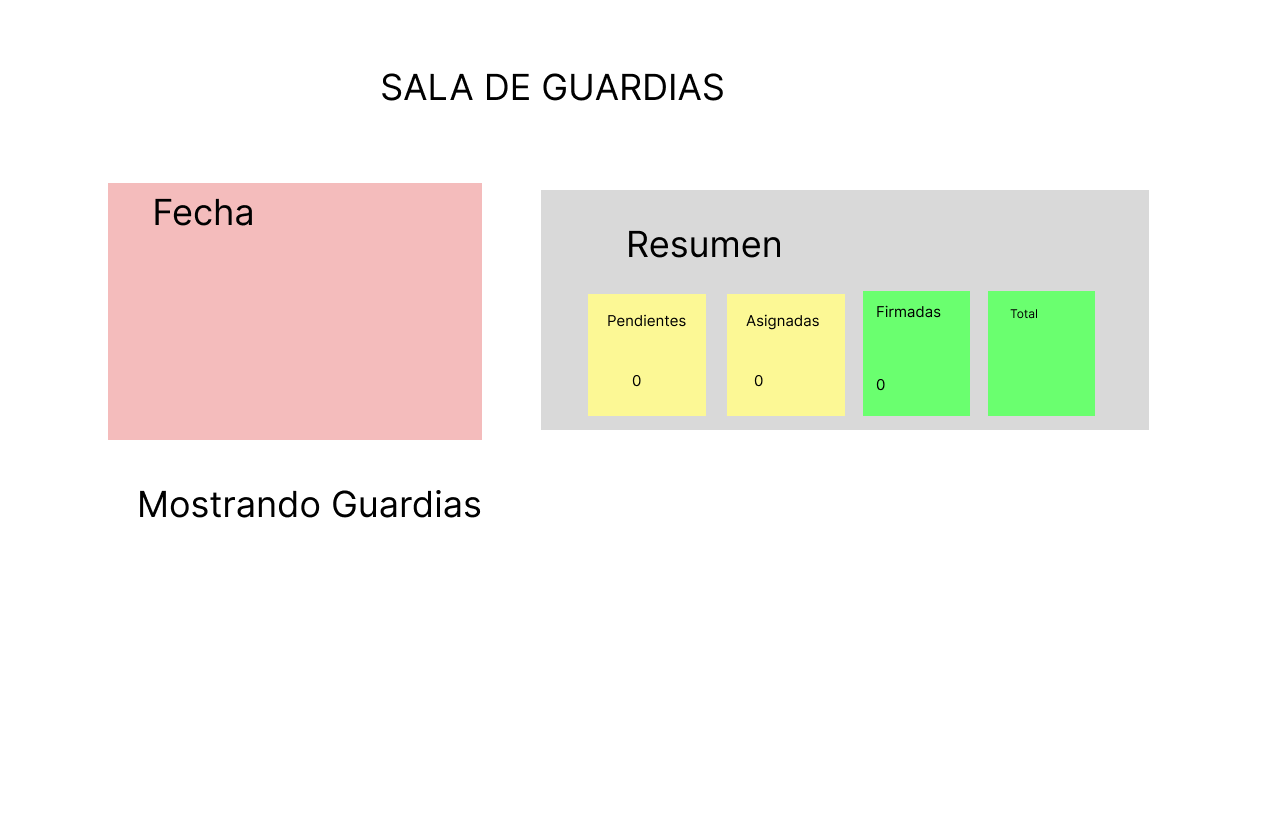 SALA DE GUARDIAS
Fecha
Resumen
Pendientes
0
Asignadas
0
Firmadas
0
Total
Mostrando Guardias